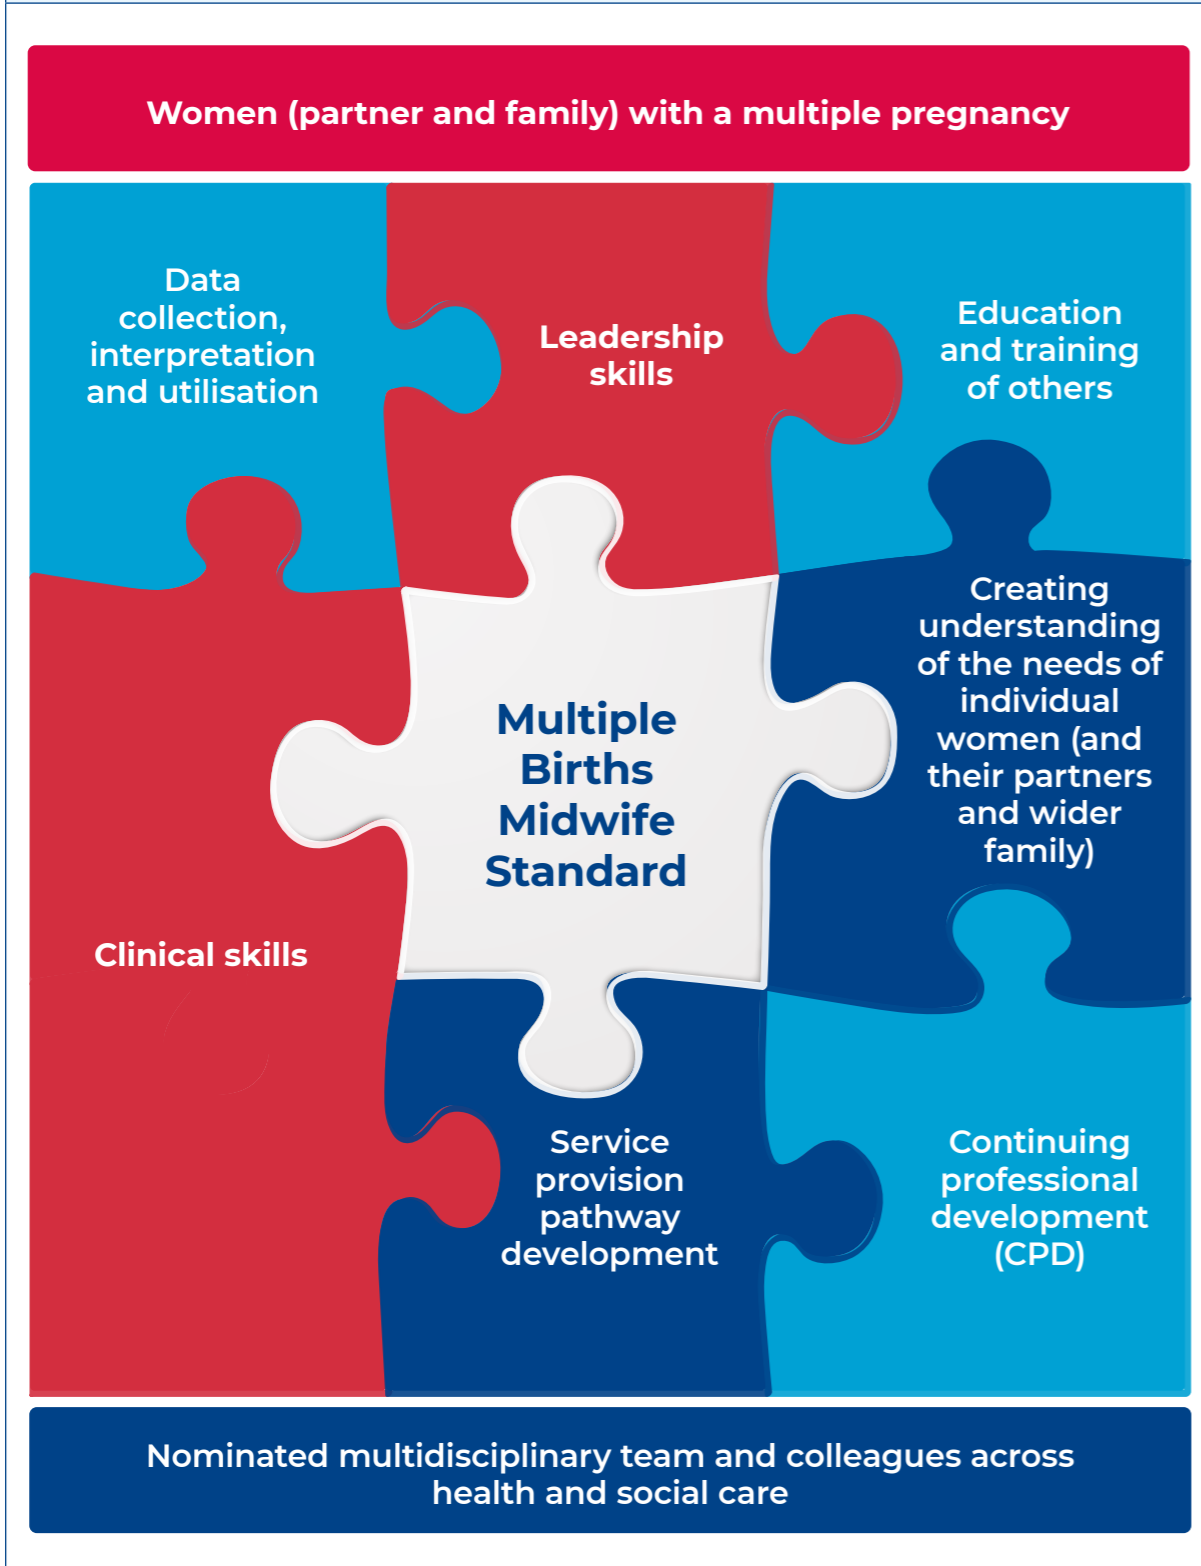 Women (partner and family) with a multiple pregnancy
Data
collection,
interpretation
and utilisation
Leadership
skills
Education
and training
of others
Creating
understanding
of the needs of
individual
women (and
their partners
and wider
family)
Multiple
Births
Midwife
Standard
Clinical skills
Service
provision
pathway
development
Continuing
professional
development
(CPD)
Nominated multidisciplinary team and colleagues across
health and social care